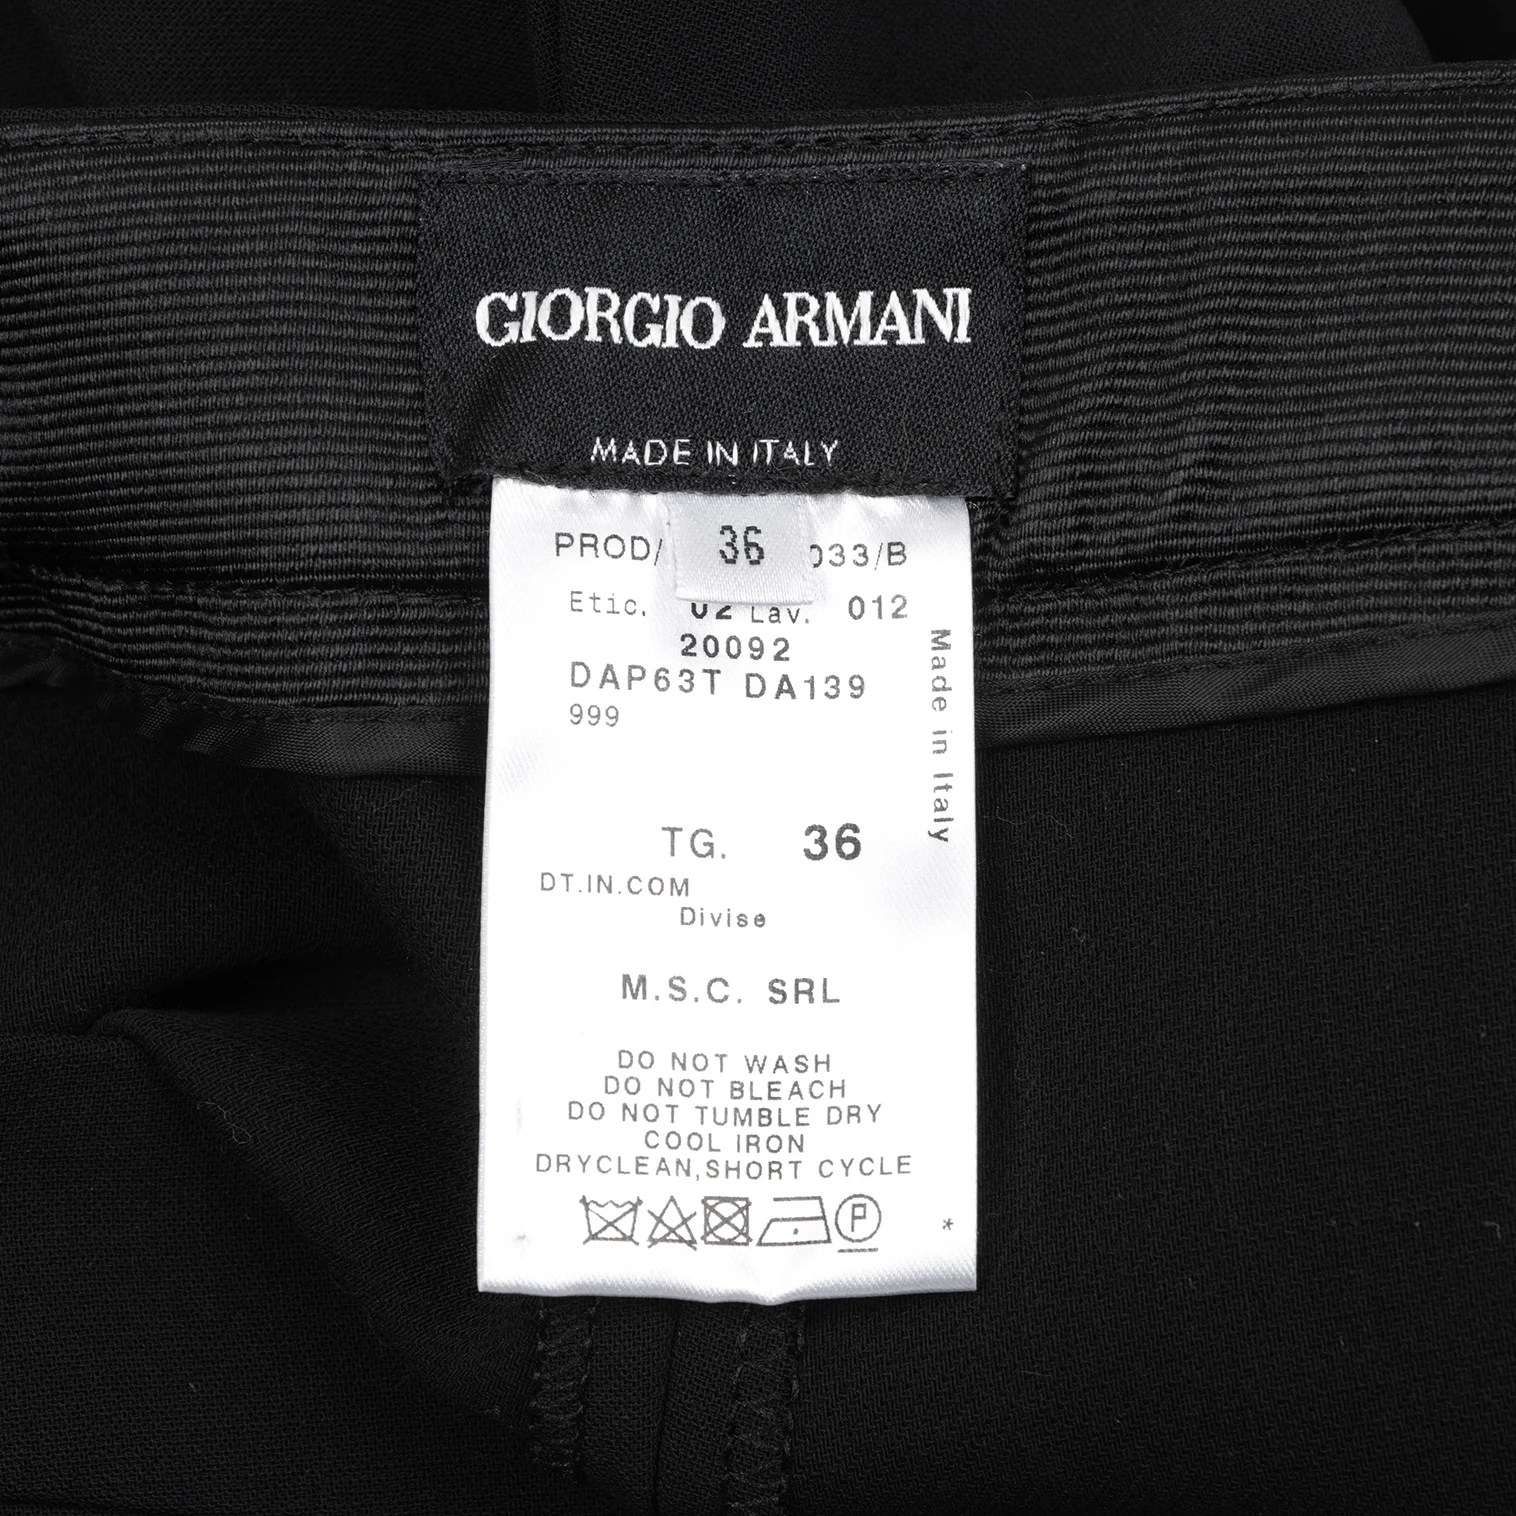 GIORGIO ARMANI
MADE IN ITALY
36
PROD/ 033/B
Etic. 02 Lav. 012
20092
DAP63T DA139
999
Made in Italy
TG. 36
DT.IN.COM
Divise
M.S.C. SRL
DO NOT WASH
DO NOT BLEACH
DO NOT TUMBLE DRY
COOL IRON
DRYCLEAN,SHORT CYCLE
P
*